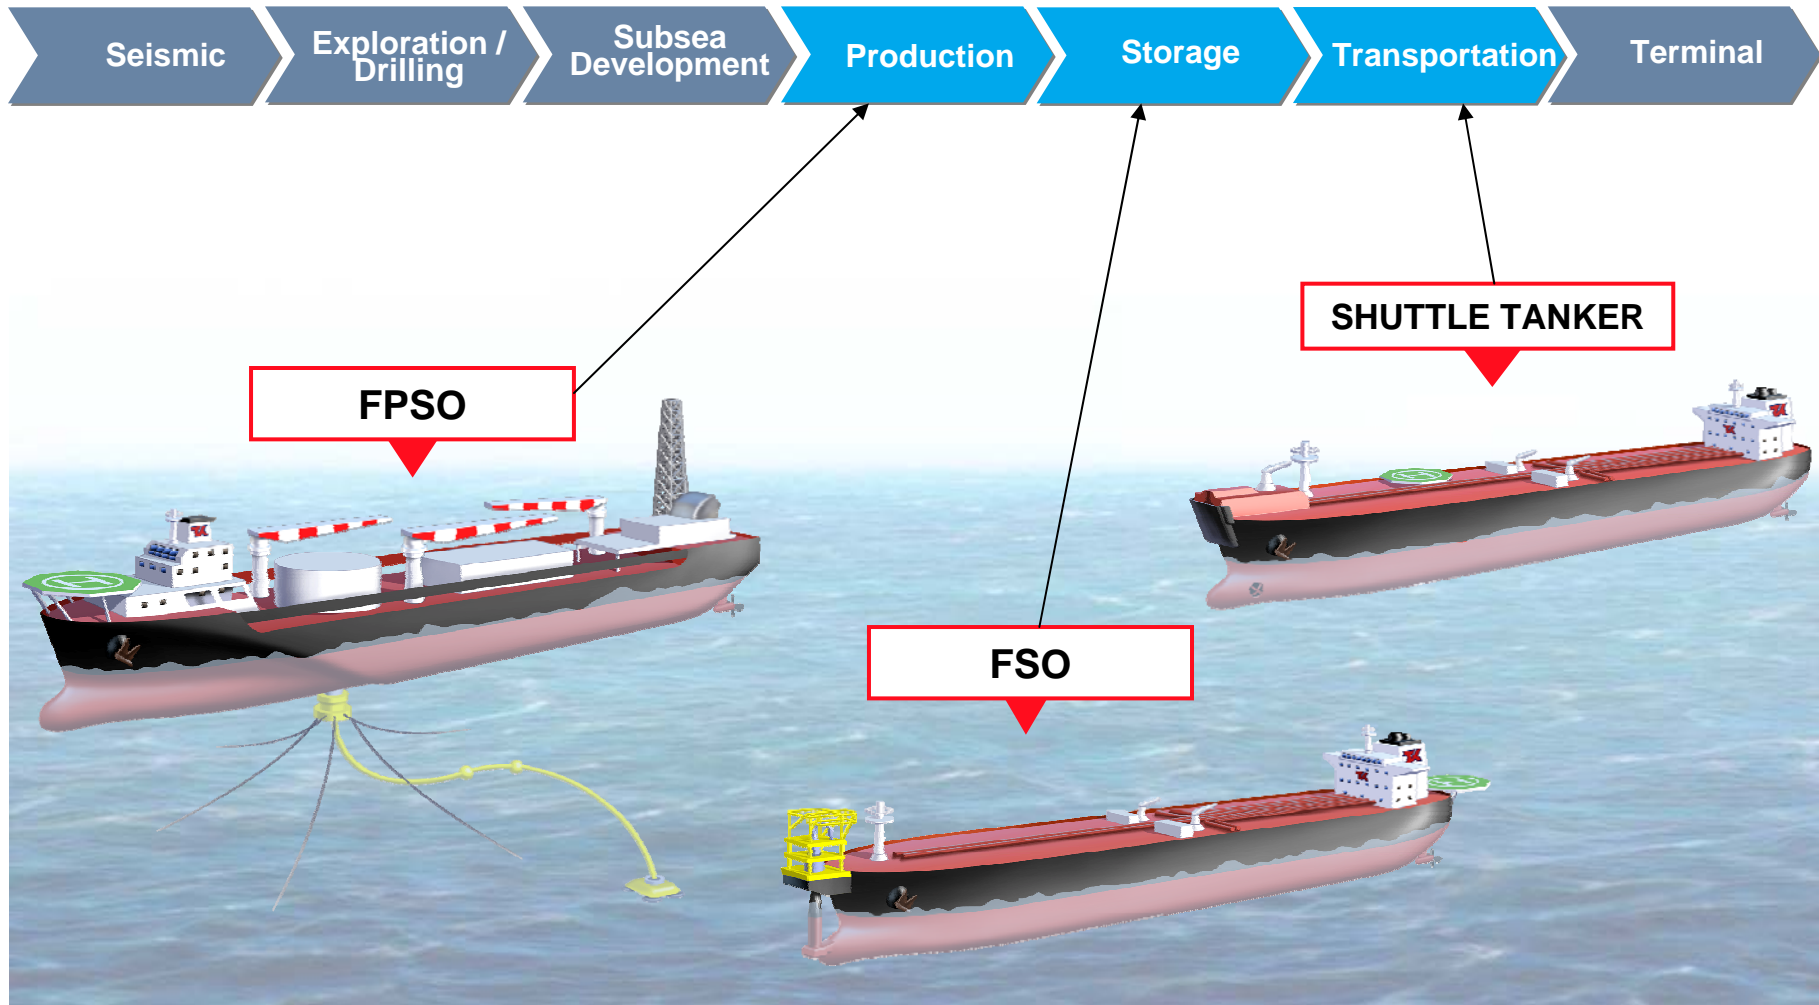 Seismic
Exploration /
Drilling
Subsea
Development
Production
Storage
Transportation
Terminal
SHUTTLE TANKER
FPSO
FSO